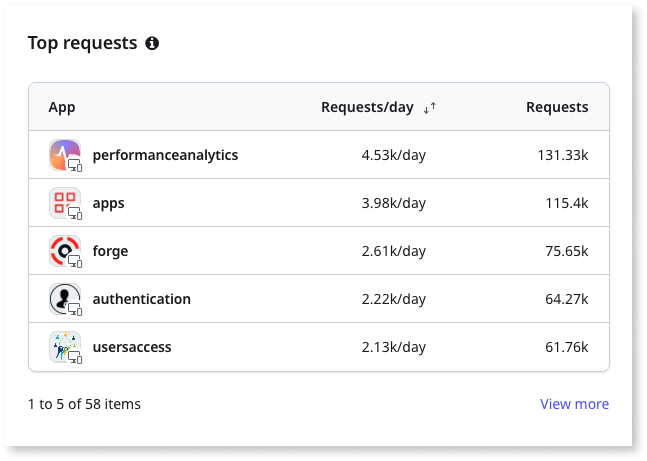 Top requests
App Requests/day Requests
performanceanalytics 4.53k/day 131.33k
apps 3.98k/day 115.4k
forge 2.61k/day 75.65k
authentication 2.22k/day 64.27k
usersaccess 2.13k/day 61.76k
1 to 5 of 58 items View more